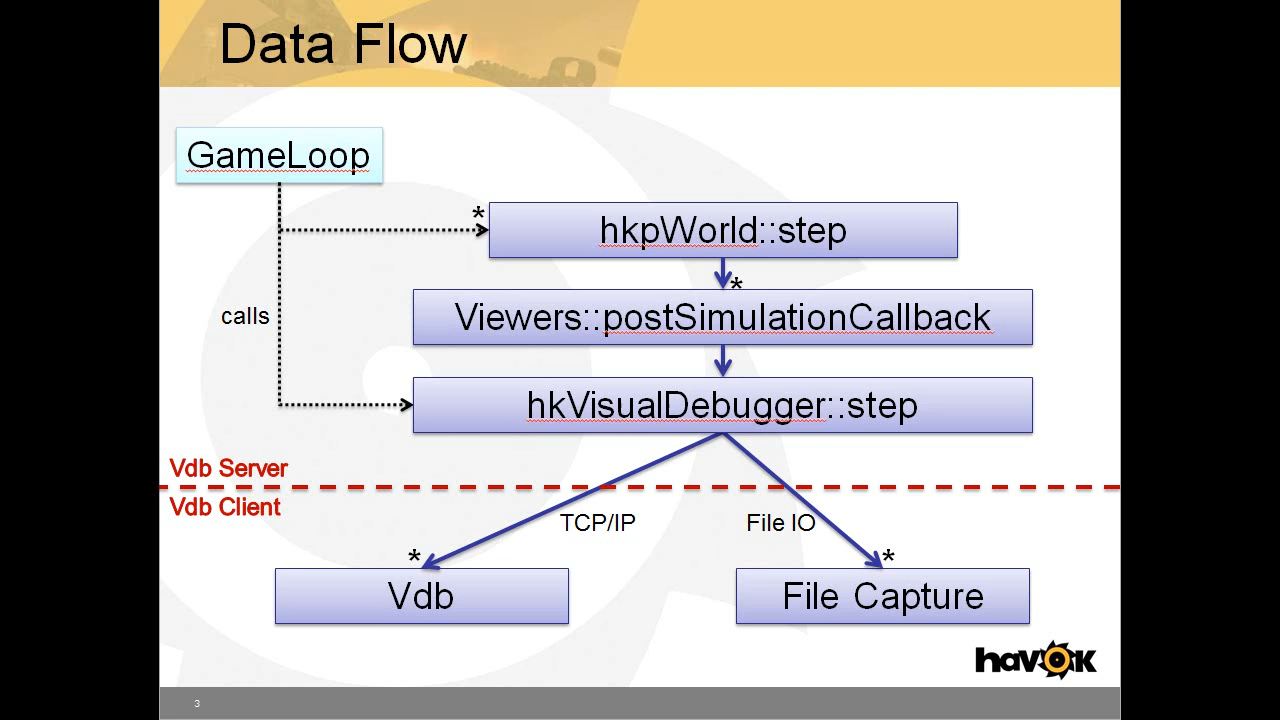 Data Flow
GameLoop
*
hkpWorld::step
*
calls
Viewers::postSimulationCallback
hkVisualDebugger::step
Vdb Server
Vdb Client
TCP/IP
File IO
*
*
Vdb
File Capture
havok
3